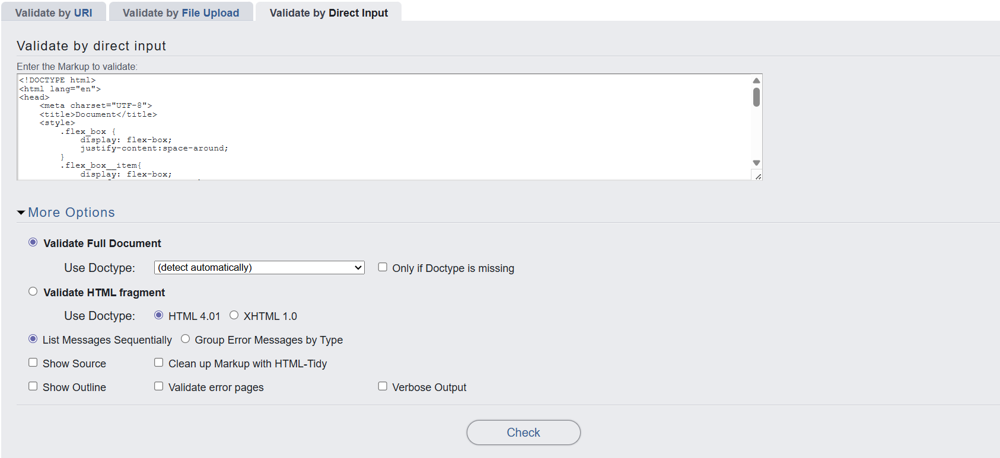 Validate by URI
Validate by File Upload
Validate by Direct Input
Validate by direct input
Enter the Markup to validate:
<!DOCTYPE html>
<html lang="en">
<head>
    <meta charset="UTF-8">
    <title>Document</title>
    <style>
        .flex_box {
            display: flex-box;
            justify-content:space-around;
        }
        .flex_box__item{
            display: flex-box;
More Options
Validate Full Document
Use Doctype: (detect automatically) Only if Doctype is missing
Validate HTML fragment
Use Doctype: HTML 4.01 XHTML 1.0
List Messages Sequentially Group Error Messages by Type
Show Source Clean up Markup with HTML-Tidy
Show Outline Validate error pages Verbose Output
Check